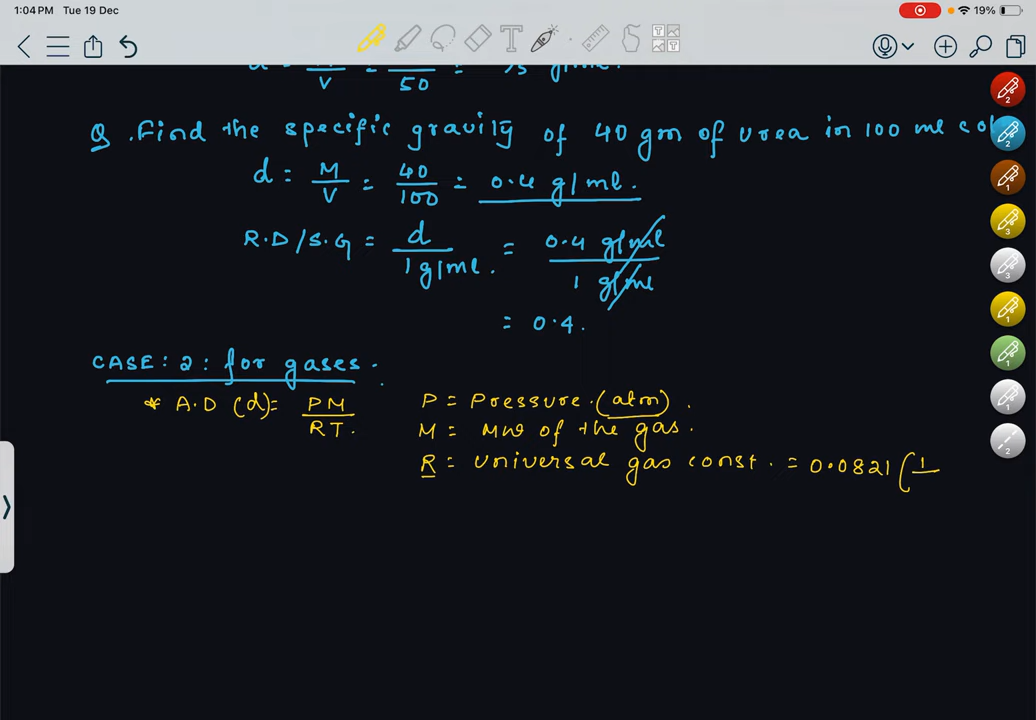 1:04 PM Tue 19 Dec
19%
V 50
Q. Find the specific gravity of 40 gm of urea in 100 ml
d = M/V = 40/100 = 0.4 g/ml.
R.D/S.G = d/1g/ml. = 0.4 g/ml / 1 g/ml
= 0.4.
CASE: 2: for gases.
* A.D (d) = PM/RT.
P = Pressure. (atm).
M = Mw of the gas.
R = Universal gas const. = 0.0821 (1/